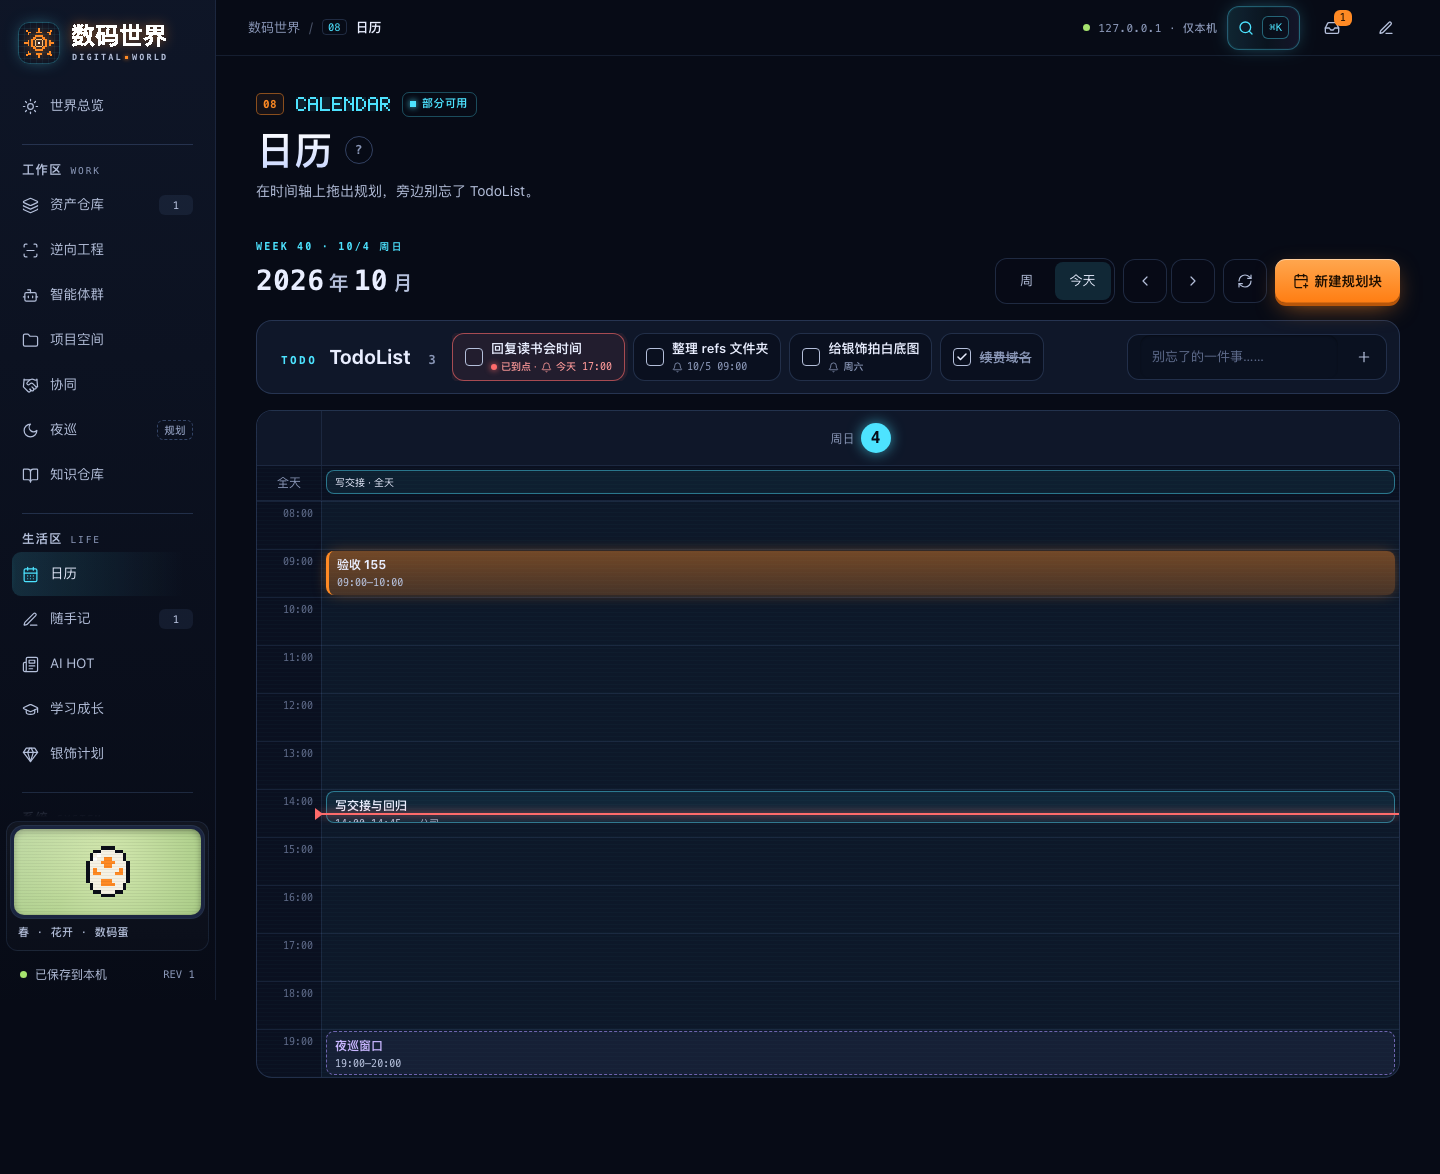 数码世界
DIGITAL WORLD
世界总览
工作区 WORK
资产仓库 1
逆向工程
智能体群
项目空间
协同
夜巡 规划
知识仓库
生活区 LIFE
日历
随手记 1
AI HOT
学习成长
银饰计划
春 · 花开 · 数码蛋
已保存到本机 REV 1
数码世界 / 08 日历
127.0.0.1 · 仅本机
⌘K
1
08 CALENDAR 部分可用
日历 ?
在时间轴上拖出规划，旁边别忘了 TodoList。
WEEK 40 · 10/4 周日
2026 年 10 月
周 今天
新建规划块
TODO TodoList 3
回复读书会时间
已到点 · 今天 17:00
整理 refs 文件夹
10/5 09:00
给银饰拍白底图
周六
续费域名
别忘了的一件事……
周日 4
全天 写交接 · 全天
08:00
09:00
验收 155
09:00—10:00
10:00
11:00
12:00
13:00
14:00
写交接与回归
15:00
16:00
17:00
18:00
19:00
夜巡窗口
19:00—20:00